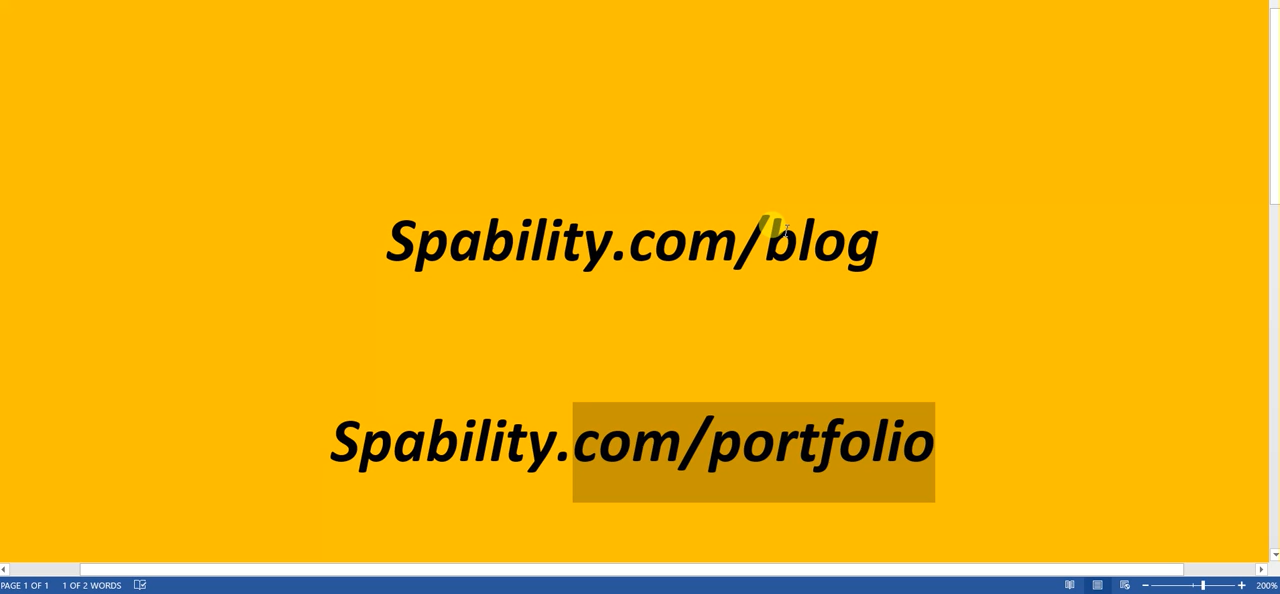 Spability.com/blog
Spability.com/portfolio
PAGE 1 OF 1 1 OF 2 WORDS 200%